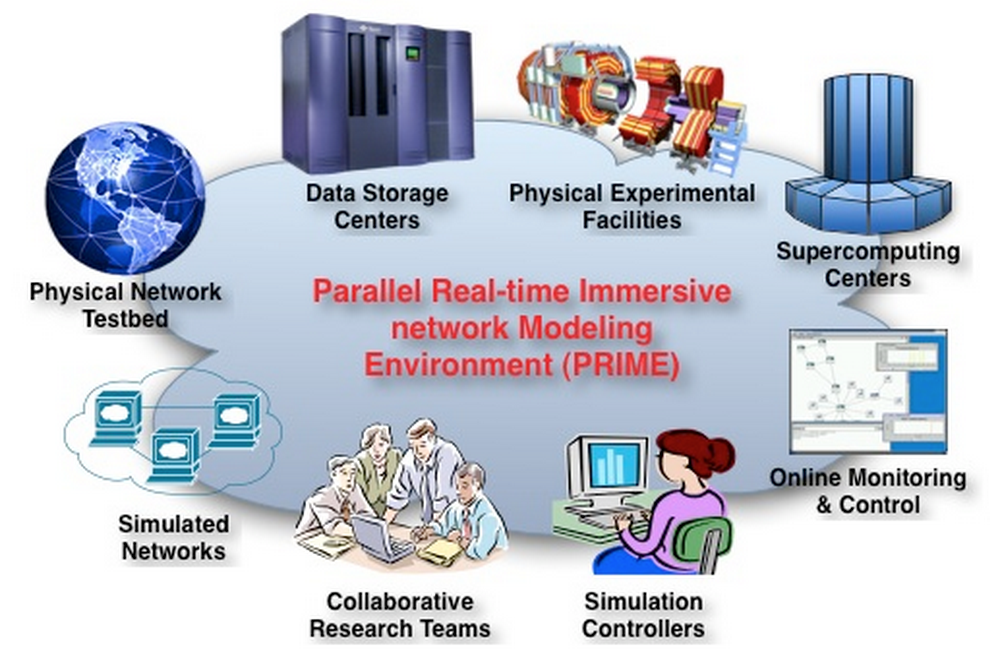 Data Storage
Centers
Physical Experimental
Facilities
Supercomputing
Centers
Physical Network
Testbed
Parallel Real-time Immersive
network Modeling
Environment (PRIME)
Online Monitoring
& Control
Simulated
Networks
Collaborative
Research Teams
Simulation
Controllers